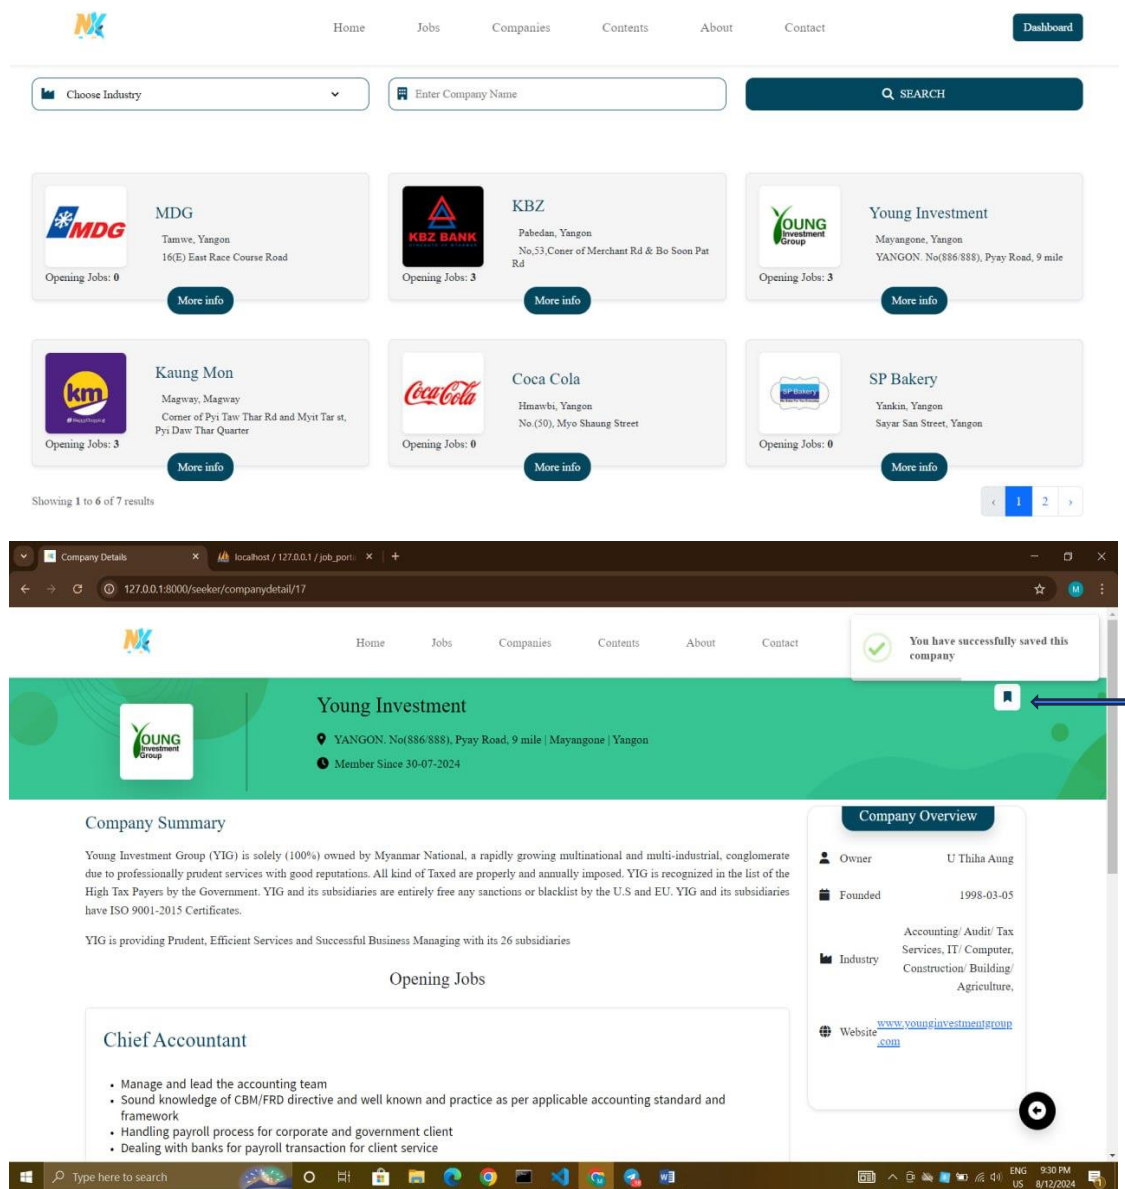 NX
Home Jobs Companies Contents About Contact Dashboard
Choose Industry Enter Company Name SEARCH
MDG
MDG
Tamwe, Yangon
16(E) East Race Course Road
Opening Jobs: 0
More info
KBZ BANK
KBZ
Pabedan, Yangon
No,53,Coner of Merchant Rd & Bo Soon Pat
Rd
Opening Jobs: 3
More info
YOUNG
Investment
Group
Young Investment
Mayangone, Yangon
YANGON. No(886/888), Pyay Road, 9 mile
Opening Jobs: 3
More info
km
Kaung Mon
Magway, Magway
Corner of Pyi Taw Thar Rd and Myit Tar st,
Pyi Daw Thar Quarter
Opening Jobs: 3
More info
Coca-Cola
Coca Cola
Hmawbi, Yangon
No.(50), Myo Shaung Street
Opening Jobs: 0
More info
SP Bakery
SP Bakery
Yankin, Yangon
Sayar San Street, Yangon
Opening Jobs: 0
More info
Showing 1 to 6 of 7 results
‹ 1 2 ›
Company Details localhost / 127.0.0.1 / job_port
127.0.0.1:8000/seeker/companydetail/17 M
NX
Home Jobs Companies Contents About Contact
You have successfully saved this
company
YOUNG
Investment
Group
Young Investment
YANGON. No(886/888), Pyay Road, 9 mile | Mayangone | Yangon
Member Since 30-07-2024
Company Summary
Young Investment Group (YIG) is solely (100%) owned by Myanmar National, a rapidly growing multinational and multi-industrial, conglomerate
due to professionally prudent services with good reputations. All kind of Taxed are properly and annually imposed. YIG is recognized in the list of the
High Tax Payers by the Government. YIG and its subsidiaries are entirely free any sanctions or blacklist by the U.S and EU. YIG and its subsidiaries
have ISO 9001-2015 Certificates.
YIG is providing Prudent, Efficient Services and Successful Business Managing with its 26 subsidiaries
Opening Jobs
Chief Accountant
• Manage and lead the accounting team
• Sound knowledge of CBM/FRD directive and well known and practice as per applicable accounting standard and
framework
• Handling payroll process for corporate and government client
• Dealing with banks for payroll transaction for client service
Company Overview
Owner U Thiha Aung
Founded 1998-03-05
Industry Accounting/ Audit/ Tax
Services, IT/ Computer,
Construction/ Building/
Agriculture,
Website www.younginvestmentgroup
.com
Type here to search
ENG 9:30 PM
US 8/12/2024